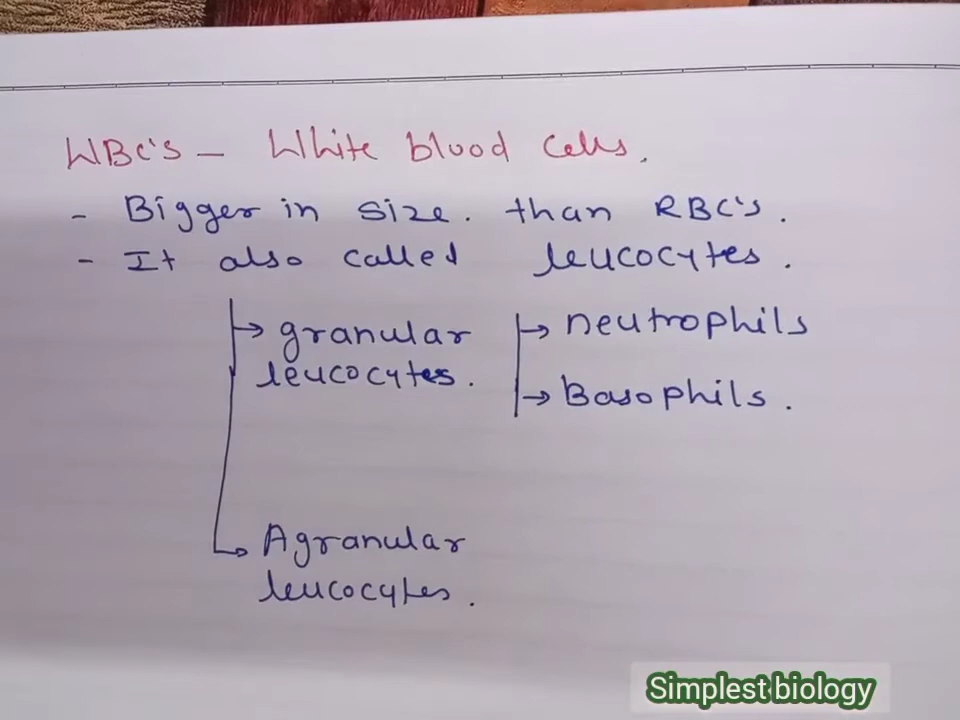 WBC's - White blood cells.
- Bigger in size. than RBC's.
- It also called leucocytes.
granular leucocytes.
neutrophils
Basophils.
Agranular leucocytes.
Simplest biology